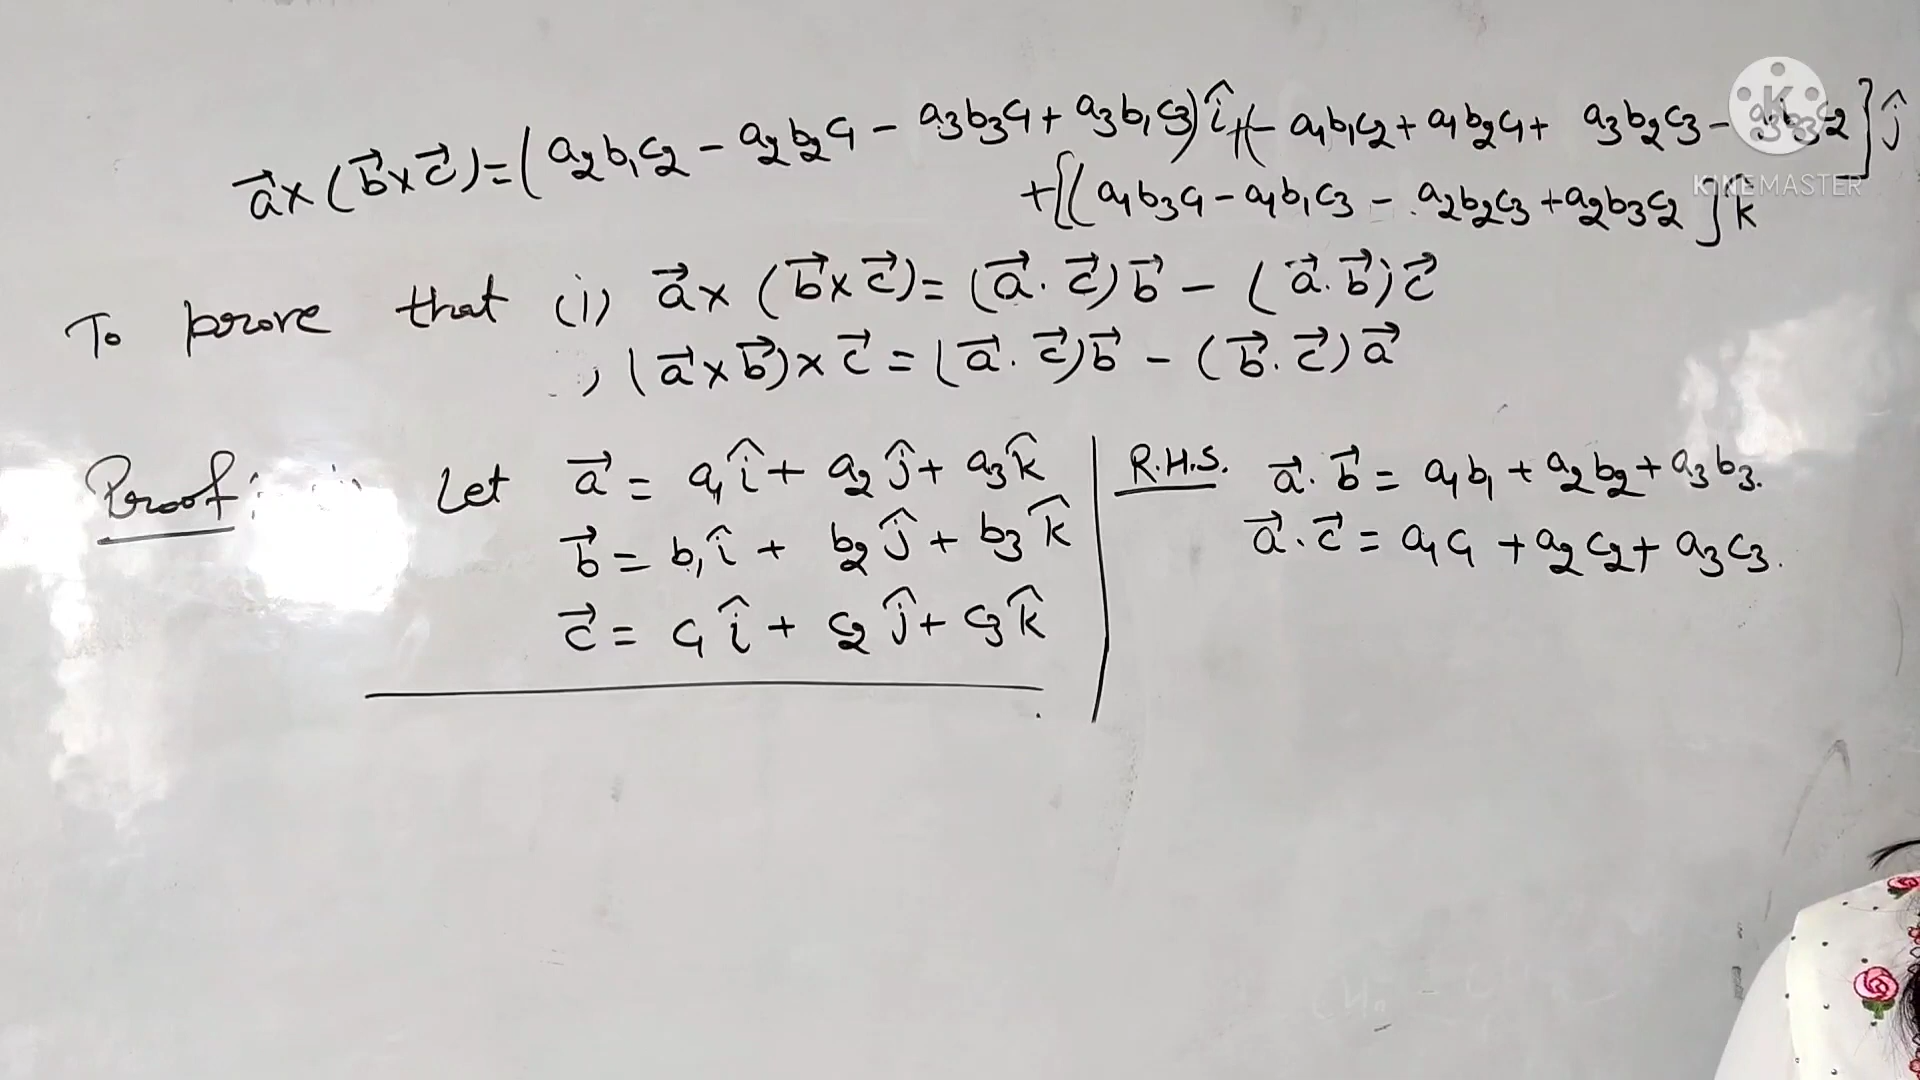 a⃗ × (b⃗ × c⃗) = (a₂b₁c₂ − a₂b₂c₁ − a₃b₃c₁ + a₃b₁c₃) î + (− a₁b₁c₂ + a₁b₂c₁ + a₃b₂c₃ − a₃b₃c₂] ĵ
+ [(a₁b₃c₁ − a₁b₁c₃ − a₂b₂c₃ + a₂b₃c₂] k̂
KINEMASTER
To prove that (i) a⃗ × (b⃗ × c⃗) = (a⃗ . c⃗) b⃗ − (a⃗ . b⃗) c⃗
, (a⃗ × b⃗) × c⃗ = (a⃗ . c⃗) b⃗ − (b⃗ . c⃗) a⃗
Proof : Let a⃗ = a₁î + a₂ĵ + a₃k̂
b⃗ = b₁î + b₂ĵ + b₃k̂
c⃗ = c₁î + c₂ĵ + c₃k̂
R.H.S. a⃗ . b⃗ = a₁b₁ + a₂b₂ + a₃b₃.
a⃗ . c⃗ = a₁c₁ + a₂c₂ + a₃c₃.